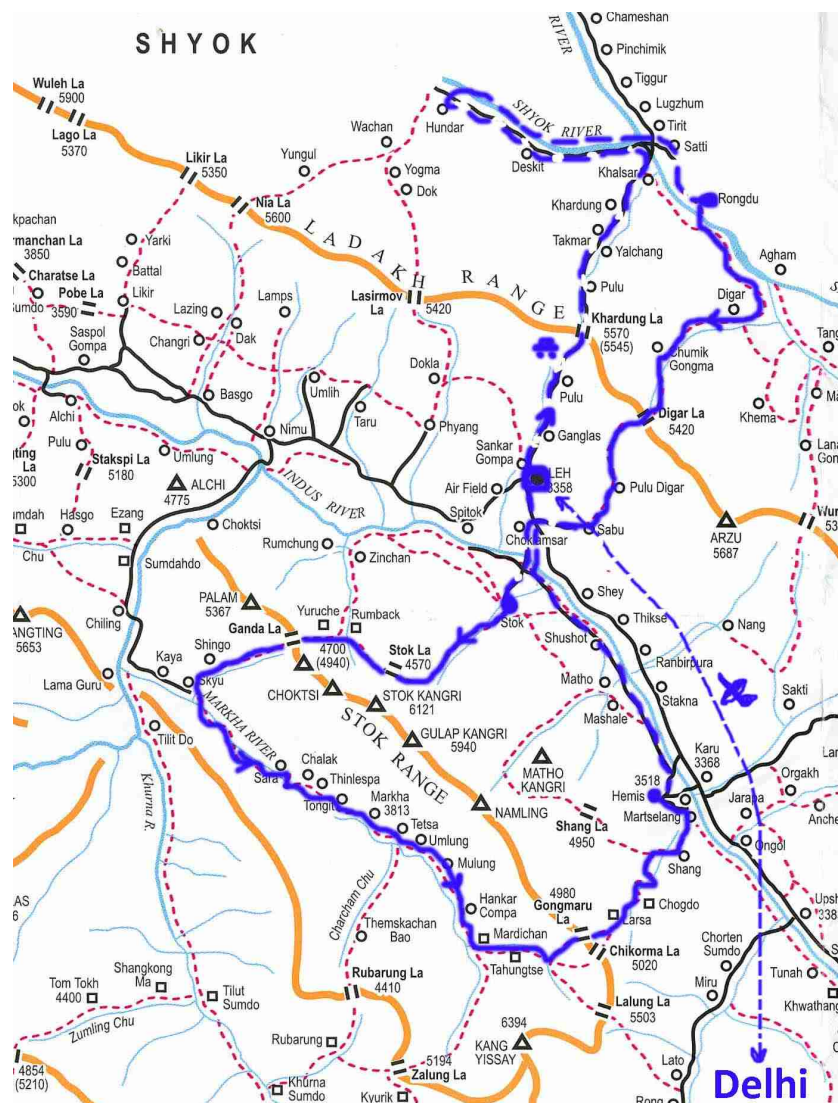 SHYOK
RIVER
Chameshan
Pinchimik
Tiggur
Lugzhum
Tirit
Satti
Wuleh La
5900
Lago La
5370
Likir La
5350
Yungul
Wachan
Hundar
SHYOK RIVER
Deskit
Khalsar
Yogma
Dok
Nia La
5600
LADAKH RANGE
Khardung
Rongdu
Takmar
Yalchang
Agham
kpachan
rmanchan La
3850
Yarki
Battal
Charatse La
Pobe La
3590
Likir
Lazing
Lamps
Lasirmov
La
5420
Pulu
Digar
Khardung La
5570
(5545)
Saspol
Gompa
Changri
Dak
Dokla
Chumik
Gongma
Tang
Umlih
Pulu
Basgo
Alchi
Taru
Phyang
Digar La
5420
Khema
Nimu
Ganglas
Pulu
Umlung
Stakspi La
5180
ting
La
5300
ALCHI
4775
Sankar
Gompa
LEH
3358
Air Field
INDUS RIVER
Pulu Digar
Spitok
Hasgo
Ezang
Choktsi
Choklamsar
Sabu
ARZU
5687
Chu
Sumdahdo
Rumchung
Zinchan
PALAM
5367
Yuruche
Rumback
Shey
Stok
Thikse
Nang
ANGTING
5653
Chiling
Ganda La
4700
(4940)
Stok La
4570
Shushot
Ranbirpura
Kaya
Shingo
Skyu
Lama Guru
CHOKTSI
STOK KANGRI
6121
Matho
Stakna
Mashale
Sakti
MARKHA RIVER
STOK RANGE
GULAP KANGRI
5940
Tilit Do
Karu
3368
MATHO
KANGRI
3518
Hemis
Orgakh
Sara
Chalak
Thinlespa
Tongit
Markha
3813
NAMLING
Martselang
Jarapa
Khurna R.
Tetsa
Umlung
Shang La
4950
Ongol
Mulung
Shang
4980
Gongmaru
La
Chogdo
Larsa
Hankar
Compa
Charcham Chu
Themskachan
Bao
Mardichan
Tahungtse
Chikorma La
5020
Chorten
Sumdo
Tunah
Tom Tokh
4400
Shangkong
Ma
Tilut
Sumdo
Rubarung La
4410
Miru
Khwathang
Lalung La
5503
Zumling Chu
6394
KANG
YISSAY
Rubarung
5194
Zalung La
Lato
4854
(5210)
Khurna
Sumdo
Kyurik
Delhi